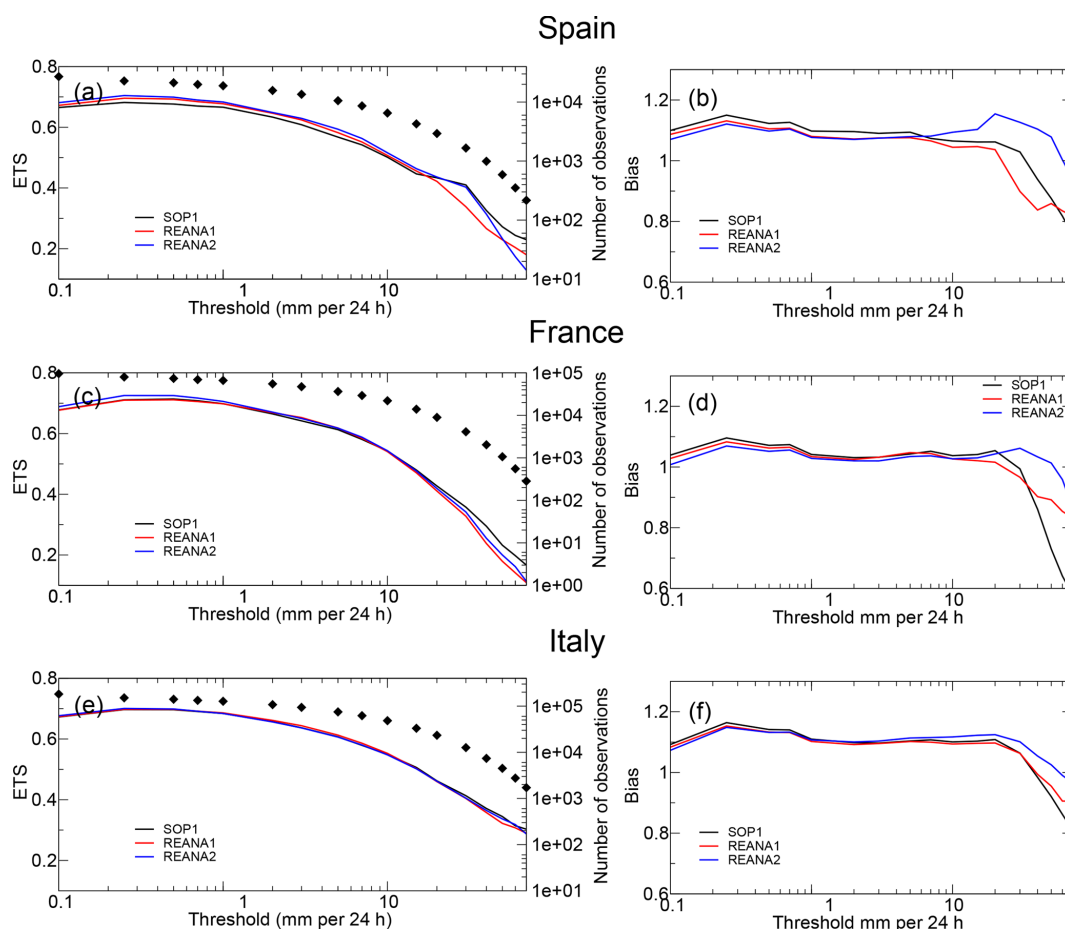 Spain
(a)
0.8
0.6
0.4
0.2
ETS
1e+04
1e+03
1e+02
1e+01
Number of observations
SOP1
REANA1
REANA2
0.1
1
10
Threshold (mm per 24 h)
(b)
1.2
1
0.8
0.6
Bias
SOP1
REANA1
REANA2
0.1
1
10
Threshold mm per 24 h
France
(c)
0.8
0.6
0.4
0.2
ETS
1e+05
1e+04
1e+03
1e+02
1e+01
1e+00
Number of observations
SOP1
REANA1
REANA2
0.1
1
10
Threshold (mm per 24 h)
(d)
1.2
1
0.8
0.6
Bias
SOP1
REANA1
REANA2
0.1
1
10
Threshold mm per 24 h
Italy
(e)
0.8
0.6
0.4
0.2
ETS
1e+05
1e+04
1e+03
1e+02
1e+01
Number of observations
SOP1
REANA1
REANA2
0.1
1
10
Threshold (mm per 24 h)
(f)
1.2
1
0.8
0.6
Bias
SOP1
REANA1
REANA2
0.1
1
10
Threshold mm per 24 h